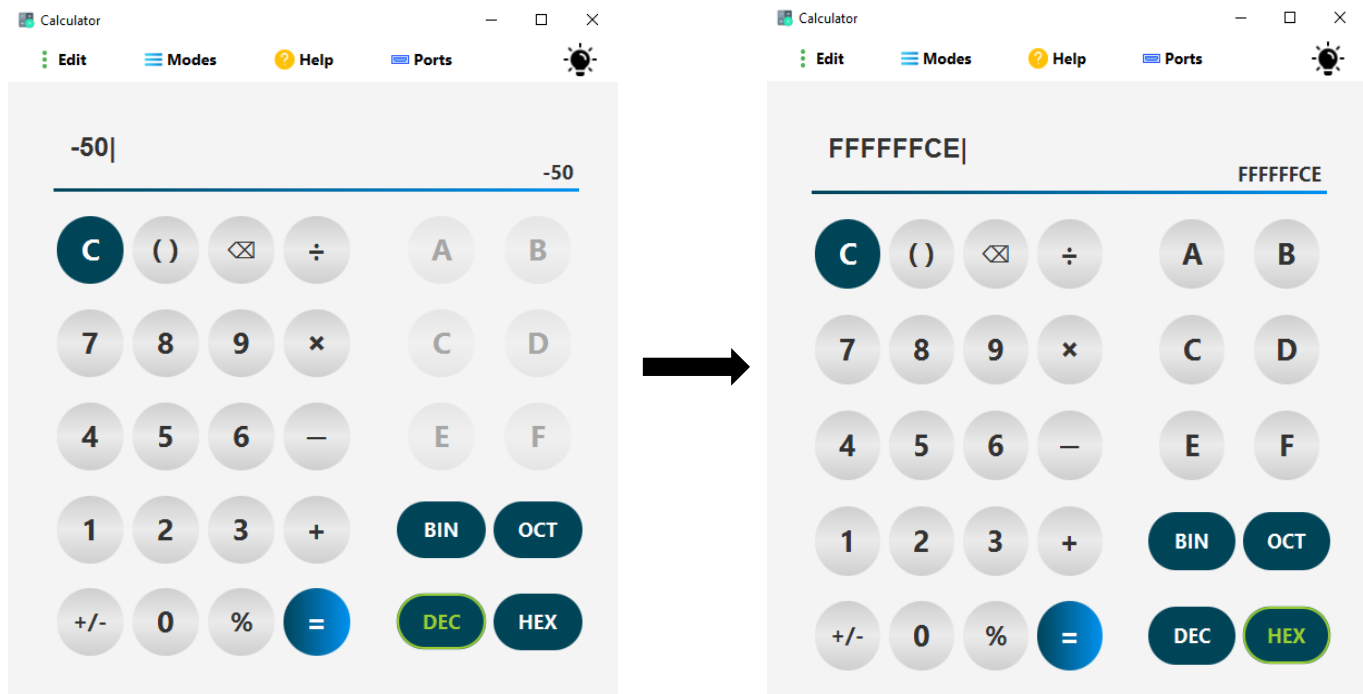 Calculator
Edit Modes Help Ports
-50|
-50
C ( ) ⌫ ÷ A B
7 8 9 × C D
4 5 6 — E F
1 2 3 + BIN OCT
+/- 0 % = DEC HEX
Calculator
Edit Modes Help Ports
FFFFFFCE|
FFFFFFCE
C ( ) ⌫ ÷ A B
7 8 9 × C D
4 5 6 — E F
1 2 3 + BIN OCT
+/- 0 % = DEC HEX